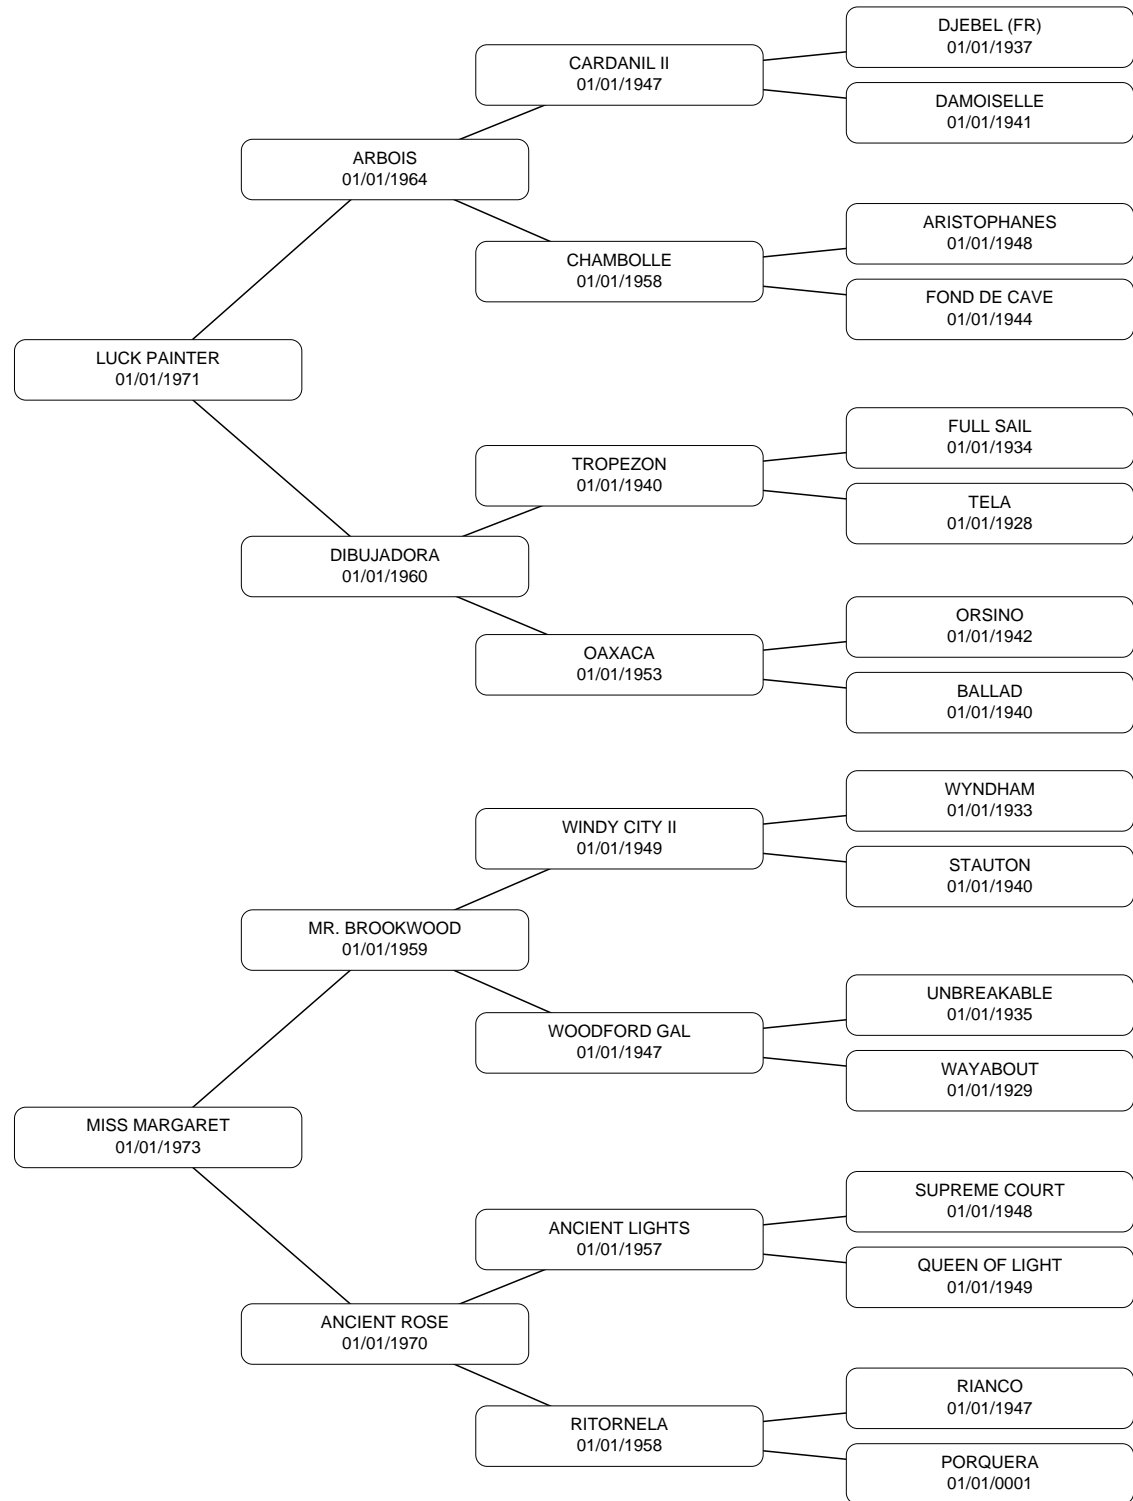 DJEBEL (FR)
01/01/1937
CARDANIL II
01/01/1947
DAMOISELLE
01/01/1941
ARBOIS
01/01/1964
ARISTOPHANES
01/01/1948
CHAMBOLLE
01/01/1958
FOND DE CAVE
01/01/1944
LUCK PAINTER
01/01/1971
FULL SAIL
01/01/1934
TROPEZON
01/01/1940
TELA
01/01/1928
DIBUJADORA
01/01/1960
ORSINO
01/01/1942
OAXACA
01/01/1953
BALLAD
01/01/1940
WYNDHAM
01/01/1933
WINDY CITY II
01/01/1949
STAUTON
01/01/1940
MR. BROOKWOOD
01/01/1959
UNBREAKABLE
01/01/1935
WOODFORD GAL
01/01/1947
WAYABOUT
01/01/1929
MISS MARGARET
01/01/1973
SUPREME COURT
01/01/1948
ANCIENT LIGHTS
01/01/1957
QUEEN OF LIGHT
01/01/1949
ANCIENT ROSE
01/01/1970
RIANCO
01/01/1947
RITORNELA
01/01/1958
PORQUERA
01/01/0001